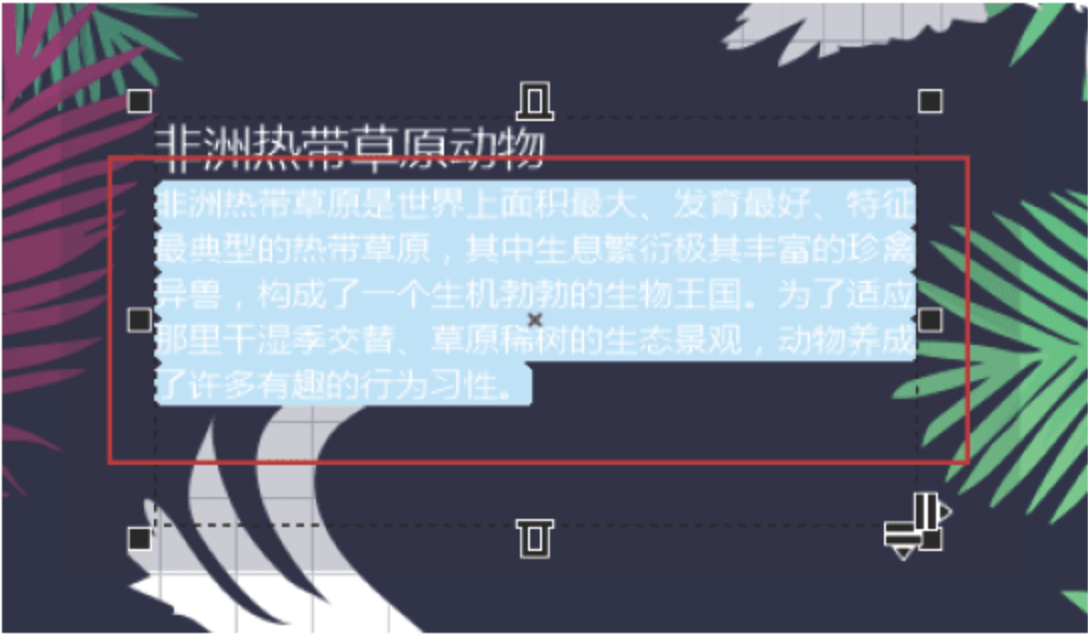 非洲热带草原动物
非洲热带草原是世界上面积最大、发育最好、特征
最典型的热带草原，其中生息繁衍极其丰富的珍禽
异兽，构成了一个生机勃勃的生物王国。为了适应
那里干湿季交替、草原稀树的生态景观，动物养成
了许多有趣的行为习性。